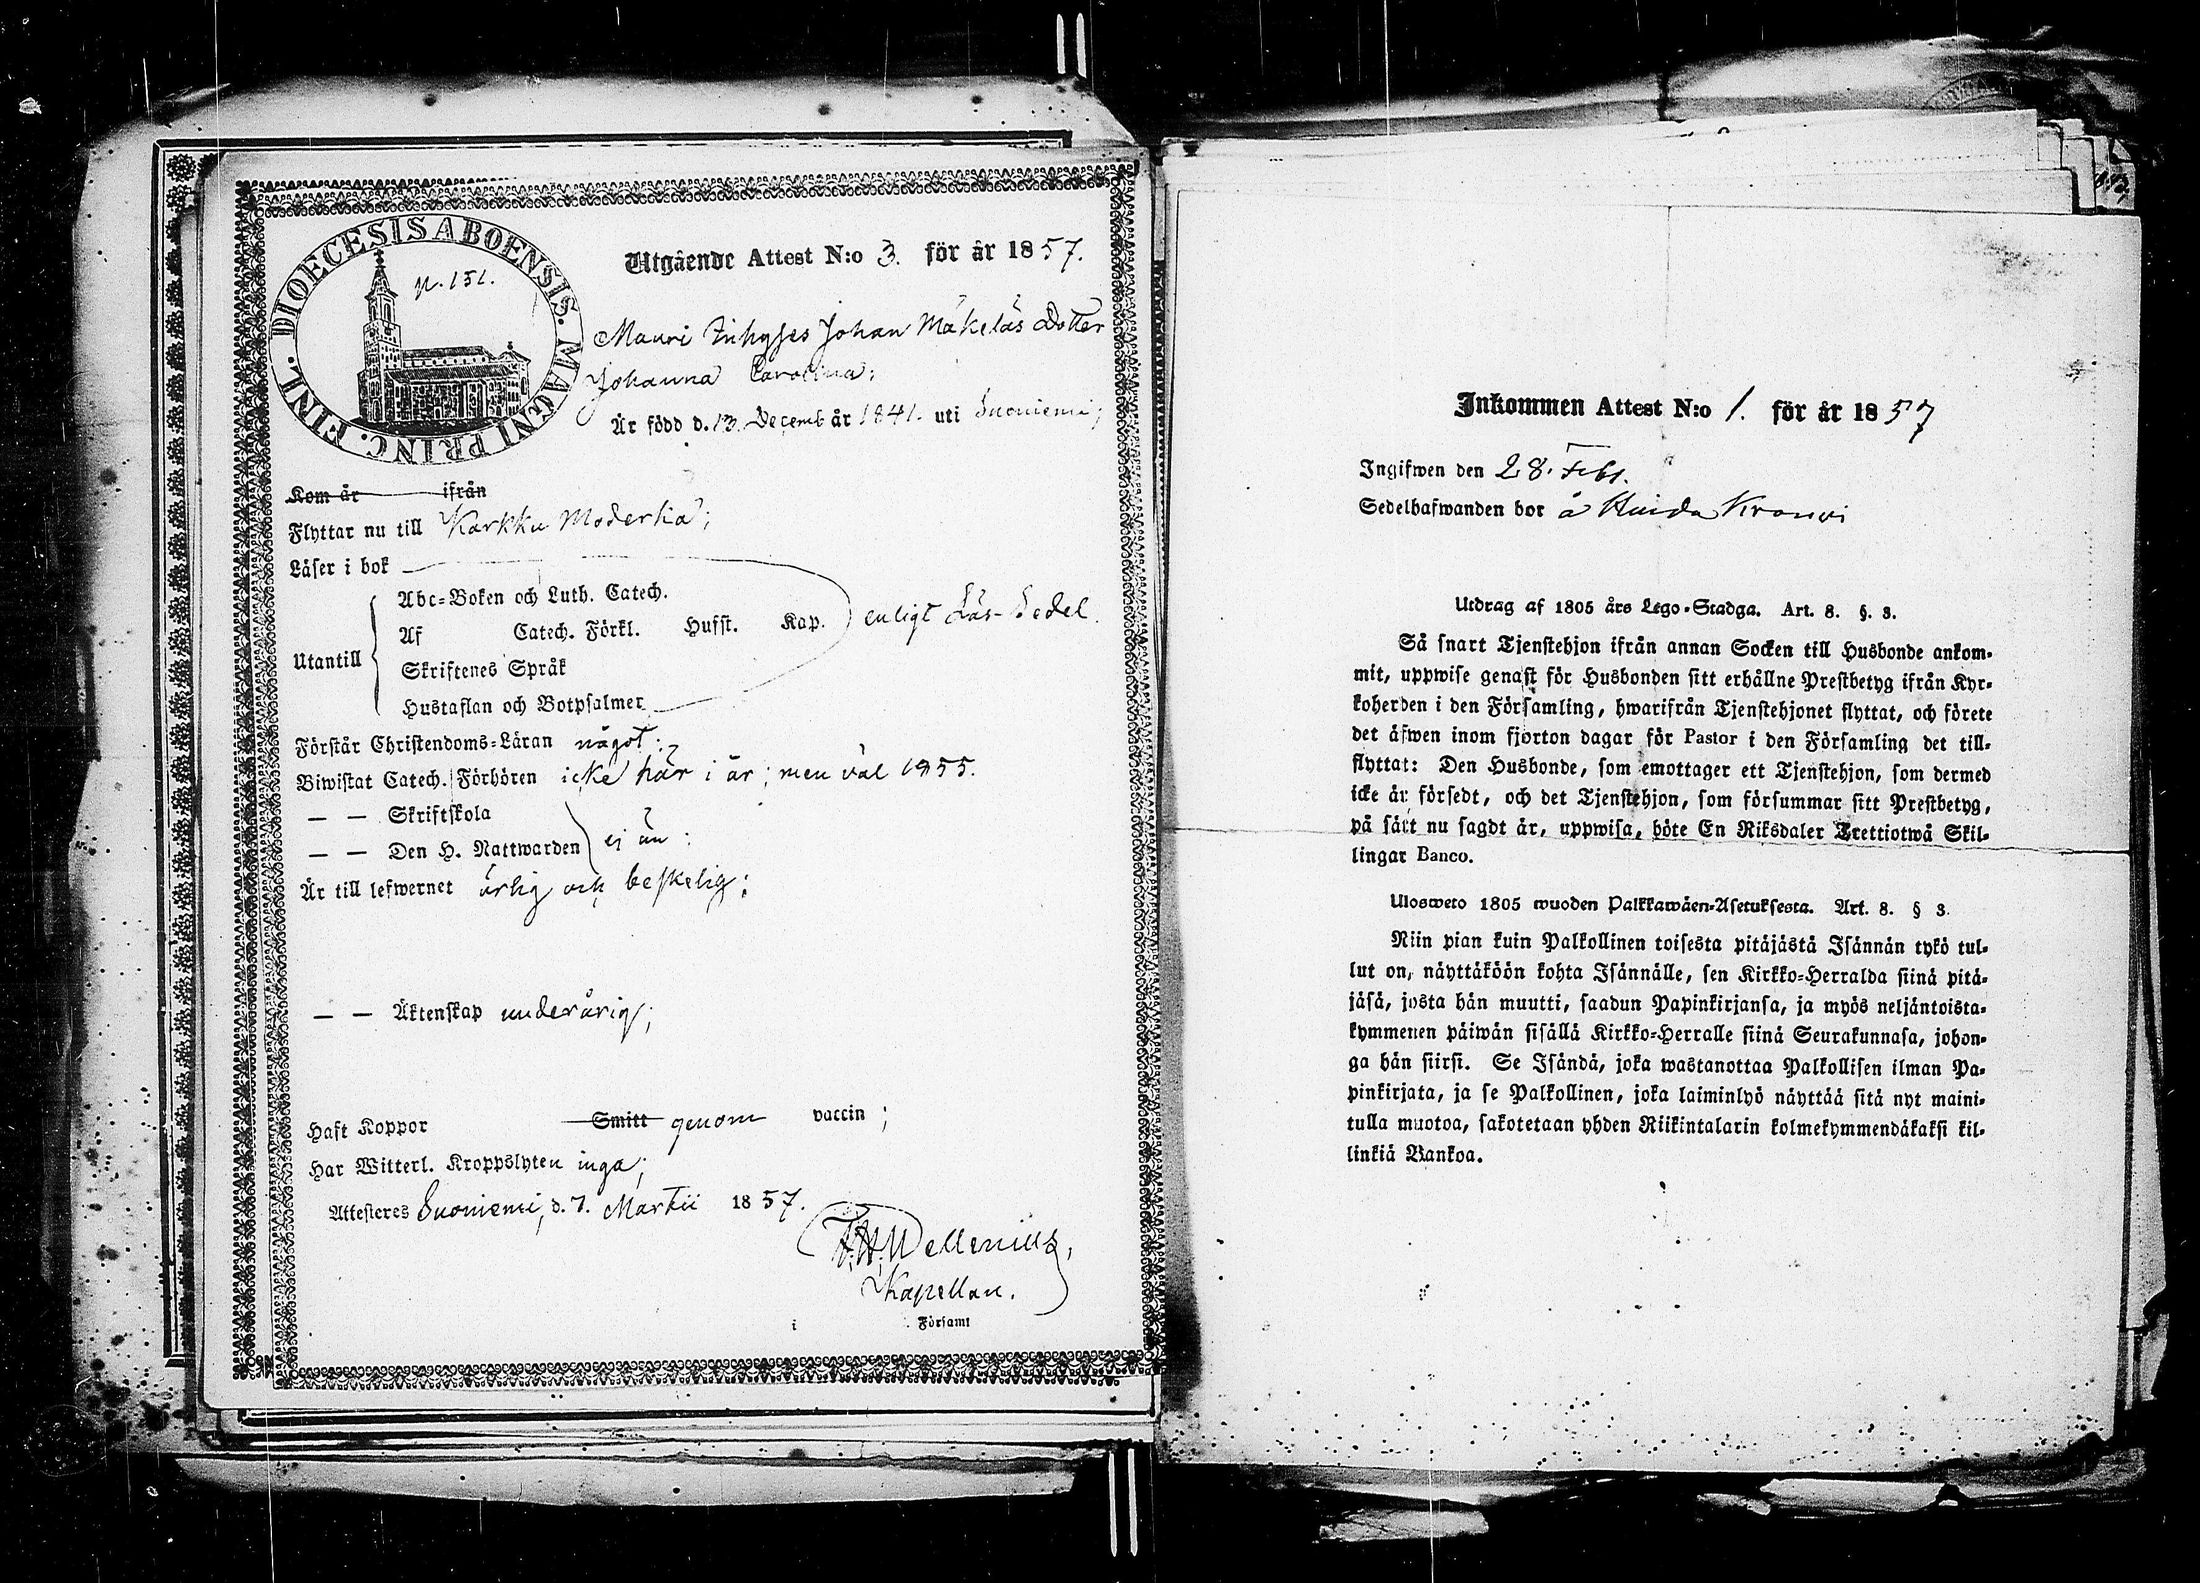 DIOECESIS ABOENSIS. MAGNI PRINC. FINL.
p. 151.
Utgående Attest N:o 3. för år 1857.
Mauri Johan Mäkeläs Dotter
Johanna Carolina;
Är född d. 13. Decemb år 1841. uti Suoniemi;
Kom år ifrån
Flyttar nu till Karkku Moderka;
Läser i bok
Utantill
Abc=Boken och Luth. Catech.
Af Catech. Förkl. Husst. Kap. enligt Läs-Sedel.
Skriftenes Språk
Hustaflan och Botpsalmer
Förstår Christendoms=Läran något;
Biwistat Catech. Förhören icke här i år; men väl 1855.
— — Skriftskola
— — Den H. Nattwarden ej än;
Är till lefwernet ärlig och beskelig;
— — Äktenskap underårig;
Haft Koppor Smitt genom vaccin;
Har Witterl. Kroppslyten inga;
Attesteres Suoniemi, d. 7. Martii 1857.
Wellenius,
Kapellan.
i Församl
Inkommen Attest N:o 1. för år 1857
Ingifwen den 28. Feb.
Sedelhafwanden bor å Huida
Utdrag af 1805 års Lego-Stadga. Art. 8. §. 3.
Så snart Tjenstehjon ifrån annan Socken till Husbonde ankom-
mit, uppwise genast för Husbonden sitt erhållne Prestbetyg ifrån Kyr-
koherden i den Församling, hwarifrån Tjenstehjonet flyttat, och förete
det äfwen inom fjorton dagar för Pastor i den Församling det till-
flyttat: Den Husbonde, som emottager ett Tjenstehjon, som dermed
icke är försedt, och det Tjenstehjon, som försummar sitt Prestbetyg,
på sätt nu sagdt är, uppwisa, böte En Riksdaler Trettiotwå Skil-
lingar Banco.
Ulosweto 1805 wuoden Palkkawäen-Asetuksesta. Art. 8. § 3.
Niin pian kuin Palkollinen toisesta pitäjästä Isännän tykö tul-
lut on, näyttäköön kohta Isännälle, sen Kirkko=Herralda siinä pitä-
jäsä, josta hän muutti, saadun Papinkirjansa, ja myös neljäntoista-
kymmenen päiwän sisällä Kirkko=Herralle siinä Seurakunnasa, johon-
ga hän siirsi. Se Isändä, joka wastanottaa Palkollisen ilman Pa-
pinkirjata, ja se Palkollinen, joka laiminlyö näyttää sitä nyt maini-
tulla muotoa, sakotetaan yhden Riikintalarin kolmekymmendäkaksi kil-
linkiä Bankoa.